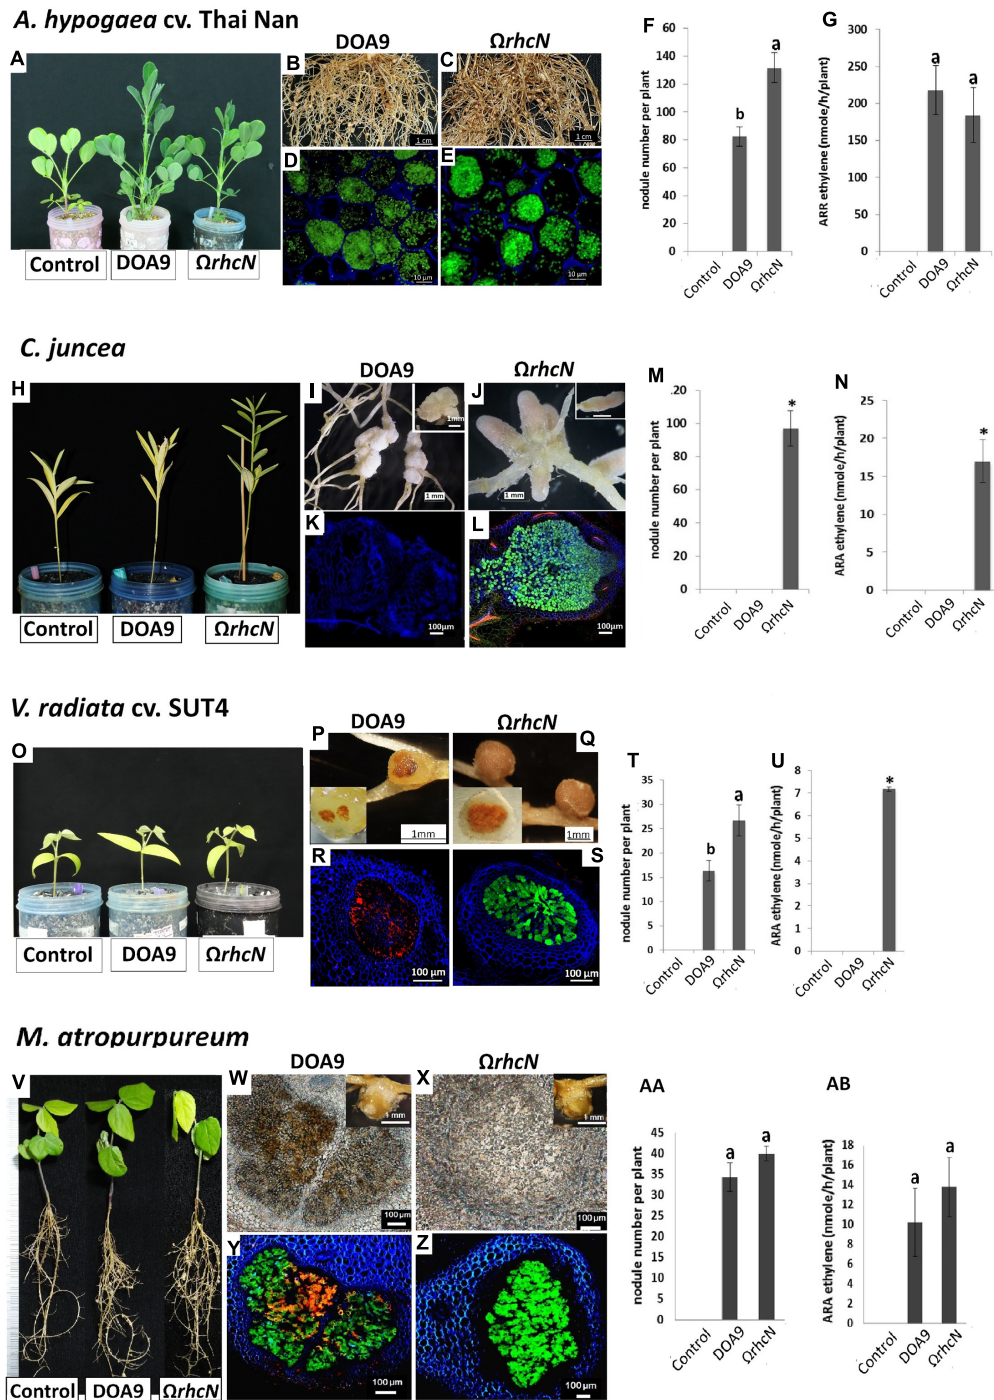 A. hypogaea cv. Thai Nan
A
Control
DOA9
ΩrhcN
DOA9
ΩrhcN
B
1 cm
C
1 cm
D
10 µm
E
10 µm
F
nodule number per plant
140
120
100
80
60
40
20
0
b
a
Control
DOA9
ΩrhcN
G
ARR ethylene (nmole/h/plant)
300
250
200
150
100
50
0
a
a
Control
DOA9
ΩrhcN
C. juncea
H
Control
DOA9
ΩrhcN
DOA9
ΩrhcN
I
1mm
1 mm
J
1 mm
K
100µm
L
100µm
M
nodule number per plant
.20
100
80
60
40
20
0
*
Control
DOA9
ΩrhcN
N
ARA ethylene (nmole/h/plant)
25
20
15
10
5
0
*
Control
DOA9
ΩrhcN
V. radiata cv. SUT4
O
Control
DOA9
ΩrhcN
DOA9
ΩrhcN
P
1mm
Q
1mm
R
100 µm
S
100 µm
T
nodule number per plant
35
30
25
20
15
10
5
0
b
a
Control
DOA9
ΩrhcN
U
ARA ethylene (nmole/h/plant)
8
7
6
5
4
3
2
1
0
*
Control
DOA9
ΩrhcN
M. atropurpureum
V
Control
DOA9
ΩrhcN
DOA9
ΩrhcN
W
1 mm
100 µm
X
1 mm
100 µm
Y
100 µm
Z
100 µm
AA
nodule number per plant
45
40
35
30
25
20
15
10
5
0
a
a
Control
DOA9
ΩrhcN
AB
ARA ethylene (nmole/h/plant)
18
16
14
12
10
8
6
4
2
0
a
a
Control
DOA9
ΩrhcN